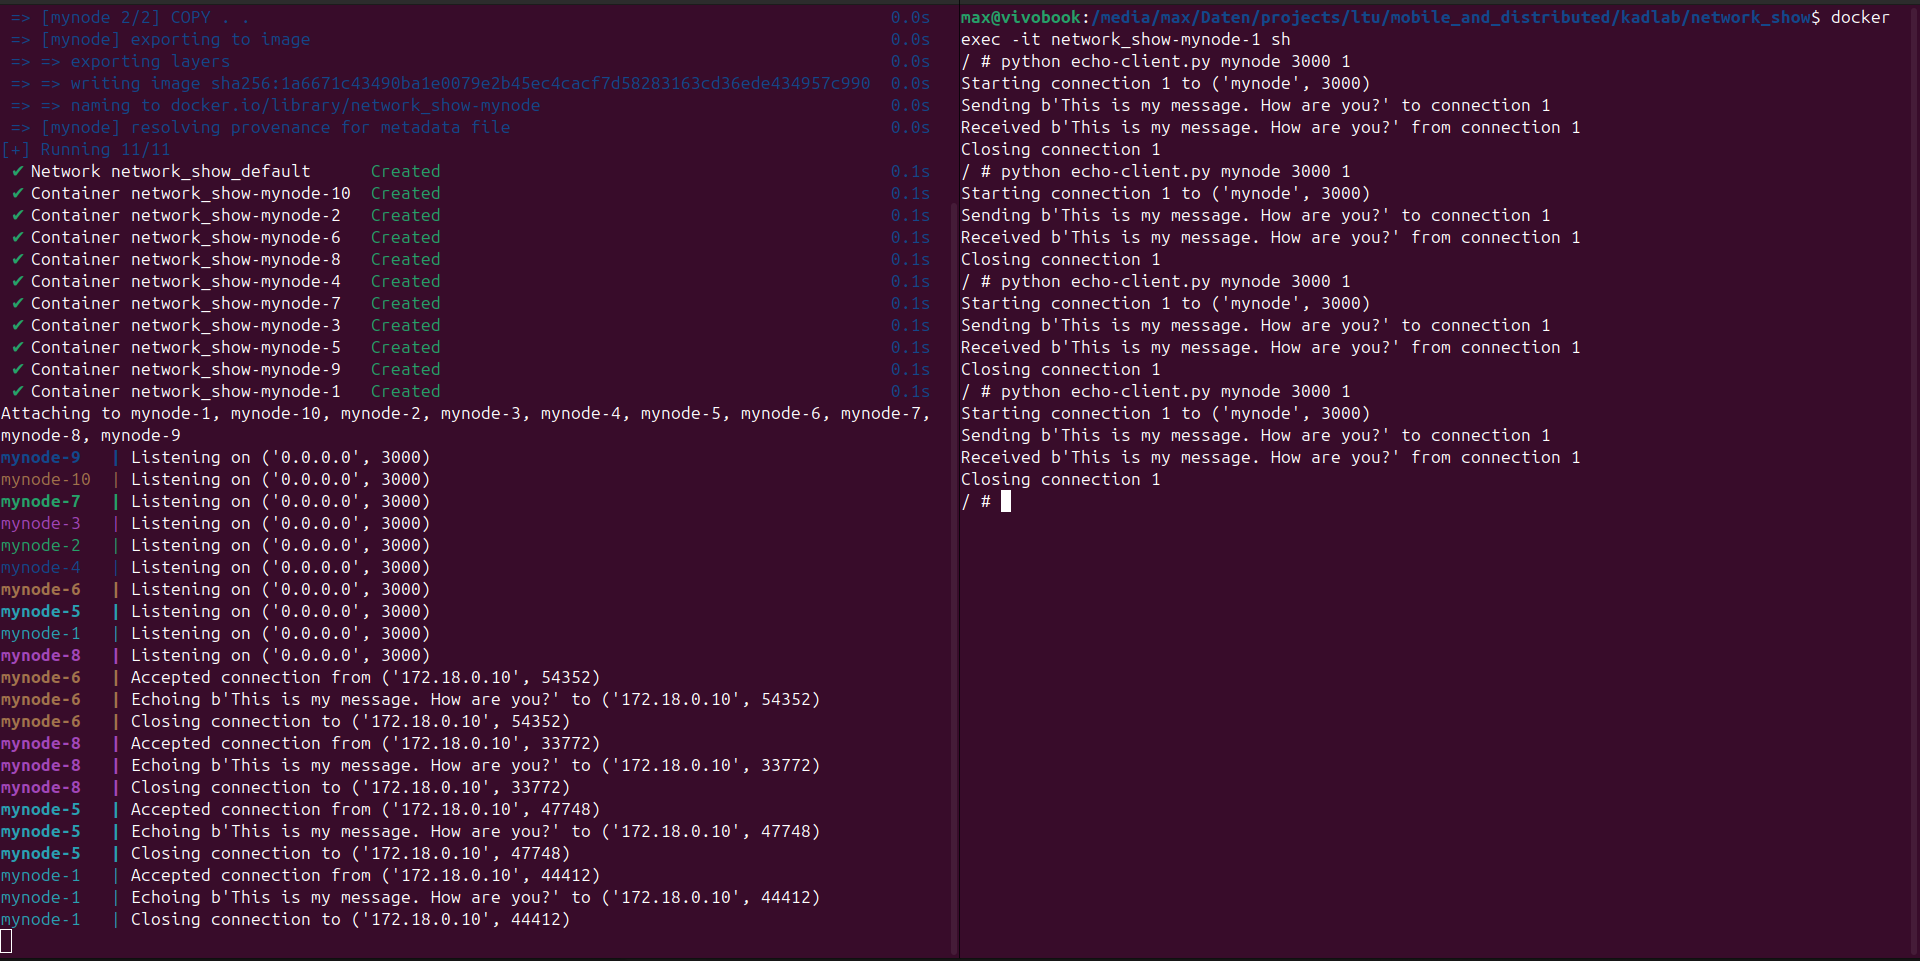 => [mynode 2/2] COPY . . 0.0s
=> [mynode] exporting to image 0.0s
=> => exporting layers 0.0s
=> => writing image sha256:1a6671c43490ba1e0079e2b45ec4cacf7d58283163cd36ede434957c990 0.0s
=> => naming to docker.io/library/network_show-mynode 0.0s
=> [mynode] resolving provenance for metadata file 0.0s
[+] Running 11/11
✔ Network network_show_default Created 0.1s
✔ Container network_show-mynode-10 Created 0.1s
✔ Container network_show-mynode-2 Created 0.1s
✔ Container network_show-mynode-6 Created 0.1s
✔ Container network_show-mynode-8 Created 0.1s
✔ Container network_show-mynode-4 Created 0.1s
✔ Container network_show-mynode-7 Created 0.1s
✔ Container network_show-mynode-3 Created 0.1s
✔ Container network_show-mynode-5 Created 0.1s
✔ Container network_show-mynode-9 Created 0.1s
✔ Container network_show-mynode-1 Created 0.1s
Attaching to mynode-1, mynode-10, mynode-2, mynode-3, mynode-4, mynode-5, mynode-6, mynode-7,
mynode-8, mynode-9
mynode-9 | Listening on ('0.0.0.0', 3000)
mynode-10 | Listening on ('0.0.0.0', 3000)
mynode-7 | Listening on ('0.0.0.0', 3000)
mynode-3 | Listening on ('0.0.0.0', 3000)
mynode-2 | Listening on ('0.0.0.0', 3000)
mynode-4 | Listening on ('0.0.0.0', 3000)
mynode-6 | Listening on ('0.0.0.0', 3000)
mynode-5 | Listening on ('0.0.0.0', 3000)
mynode-1 | Listening on ('0.0.0.0', 3000)
mynode-8 | Listening on ('0.0.0.0', 3000)
mynode-6 | Accepted connection from ('172.18.0.10', 54352)
mynode-6 | Echoing b'This is my message. How are you?' to ('172.18.0.10', 54352)
mynode-6 | Closing connection to ('172.18.0.10', 54352)
mynode-8 | Accepted connection from ('172.18.0.10', 33772)
mynode-8 | Echoing b'This is my message. How are you?' to ('172.18.0.10', 33772)
mynode-8 | Closing connection to ('172.18.0.10', 33772)
mynode-5 | Accepted connection from ('172.18.0.10', 47748)
mynode-5 | Echoing b'This is my message. How are you?' to ('172.18.0.10', 47748)
mynode-5 | Closing connection to ('172.18.0.10', 47748)
mynode-1 | Accepted connection from ('172.18.0.10', 44412)
mynode-1 | Echoing b'This is my message. How are you?' to ('172.18.0.10', 44412)
mynode-1 | Closing connection to ('172.18.0.10', 44412)
max@vivobook:/media/max/Daten/projects/ltu/mobile_and_distributed/kadlab/network_show$ docker
exec -it network_show-mynode-1 sh
/ # python echo-client.py mynode 3000 1
Starting connection 1 to ('mynode', 3000)
Sending b'This is my message. How are you?' to connection 1
Received b'This is my message. How are you?' from connection 1
Closing connection 1
/ # python echo-client.py mynode 3000 1
Starting connection 1 to ('mynode', 3000)
Sending b'This is my message. How are you?' to connection 1
Received b'This is my message. How are you?' from connection 1
Closing connection 1
/ # python echo-client.py mynode 3000 1
Starting connection 1 to ('mynode', 3000)
Sending b'This is my message. How are you?' to connection 1
Received b'This is my message. How are you?' from connection 1
Closing connection 1
/ # python echo-client.py mynode 3000 1
Starting connection 1 to ('mynode', 3000)
Sending b'This is my message. How are you?' to connection 1
Received b'This is my message. How are you?' from connection 1
Closing connection 1
/ #